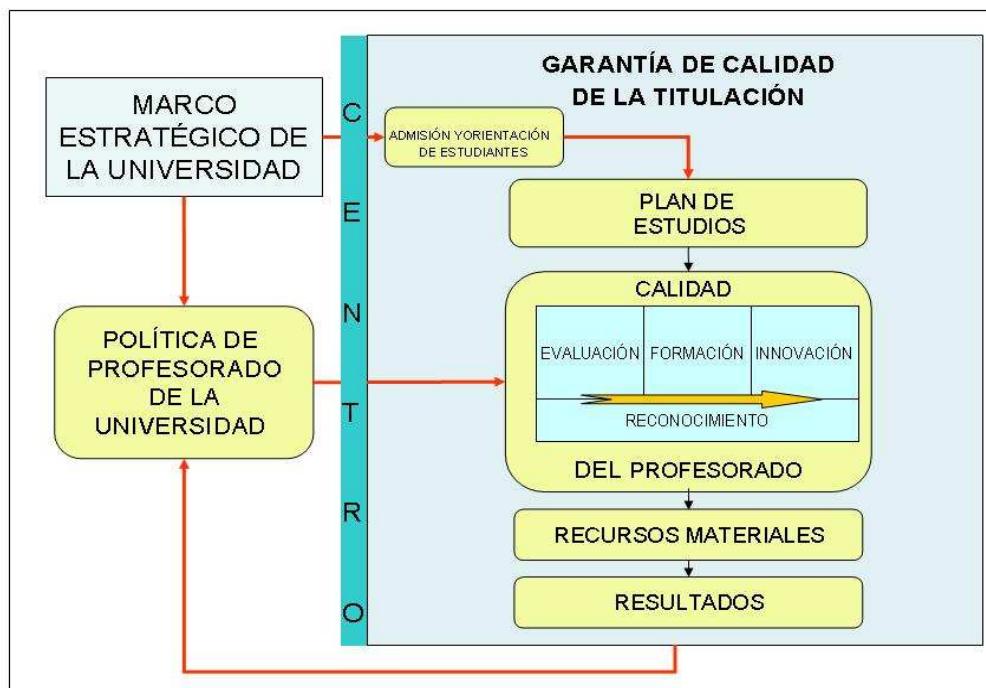 GARANTÍA DE CALIDAD
DE LA TITULACIÓN
MARCO
ESTRATÉGICO DE
LA UNIVERSIDAD
C
E
N
T
R
O
ADMISIÓN YORIENTACIÓN
DE ESTUDIANTES
PLAN DE
ESTUDIOS
POLÍTICA DE
PROFESORADO
DE LA
UNIVERSIDAD
CALIDAD
EVALUACIÓN
FORMACIÓN
INNOVACIÓN
RECONOCIMIENTO
DEL PROFESORADO
RECURSOS MATERIALES
RESULTADOS